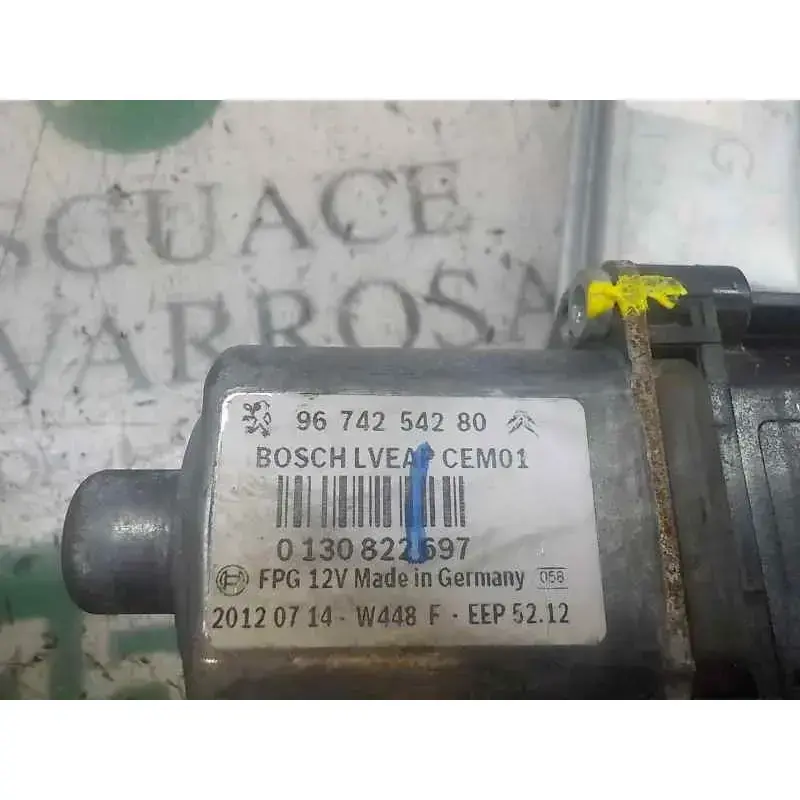 SGUACE
VARROSA
G
96 742 542 80
BOSCH LVEAP CEM01
0 130 822 697
FPG 12V Made in Germany 058
2012 07 14 - W448 F - EEP 52.12